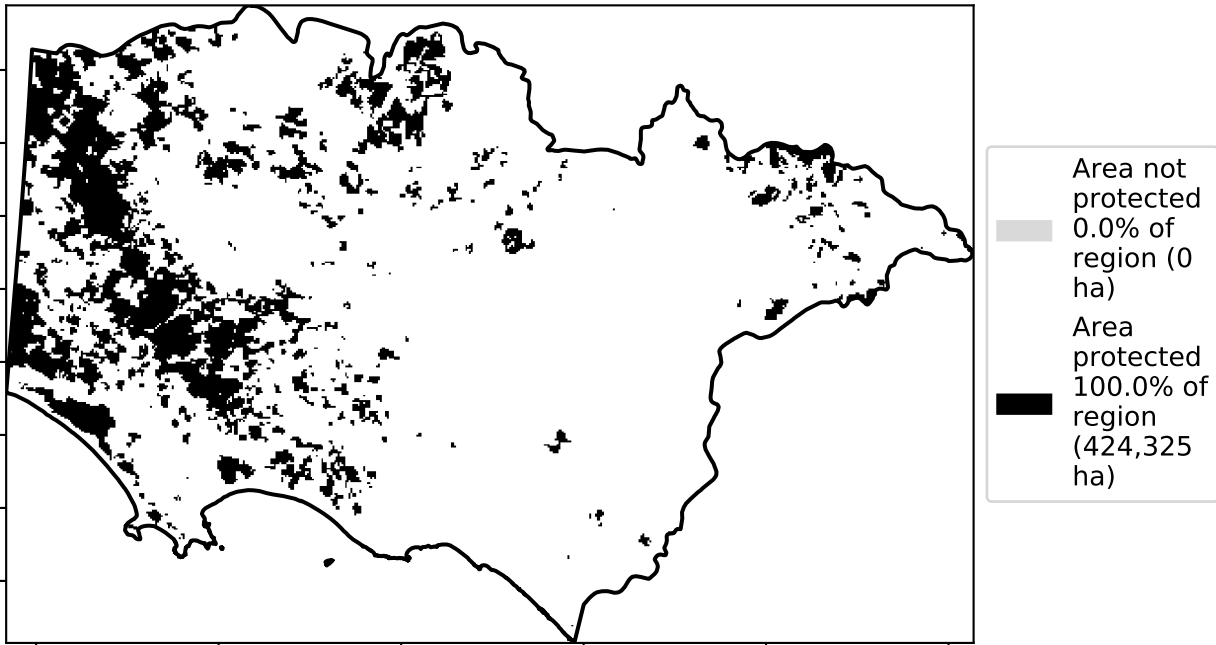 Area not
protected
0.0% of
region (0
ha)
Area
protected
100.0% of
region
(424,325
ha)